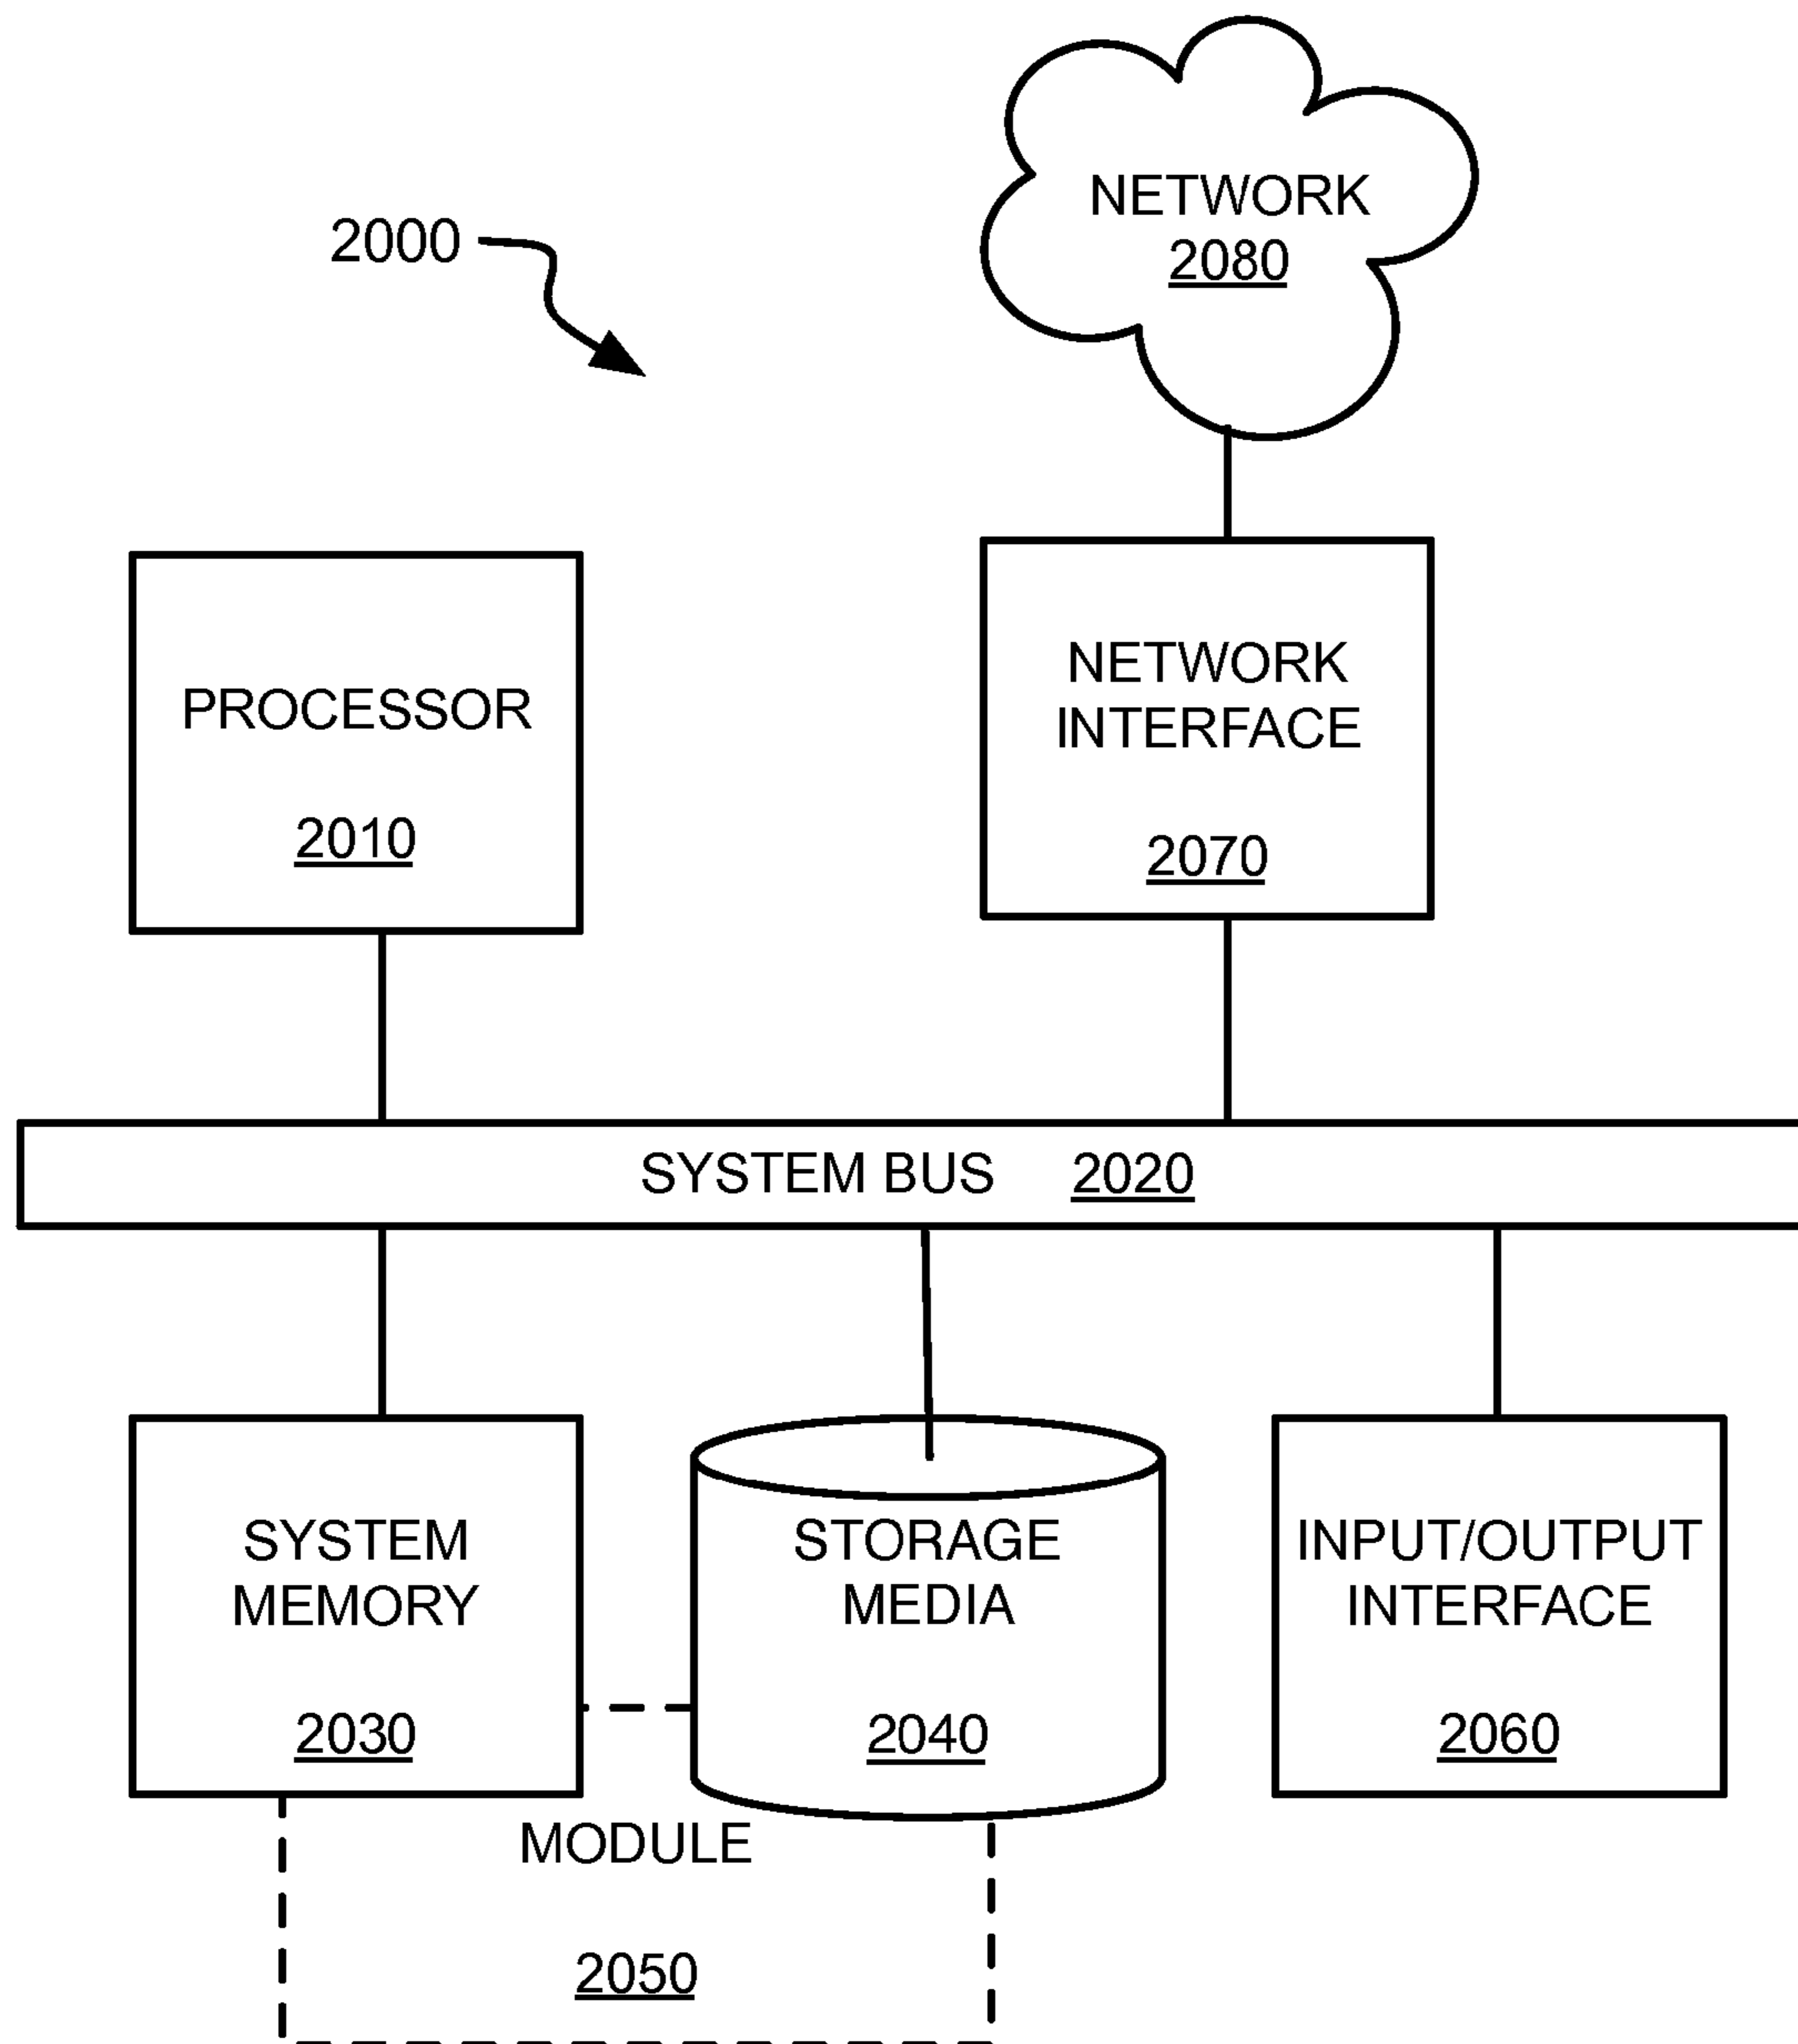 NETWORK
2080
2000
PROCESSOR
2010
NETWORK
INTERFACE
2070
SYSTEM BUS 2020
SYSTEM
MEMORY
2030
STORAGE
MEDIA
2040
INPUT/OUTPUT
INTERFACE
2060
MODULE
2050